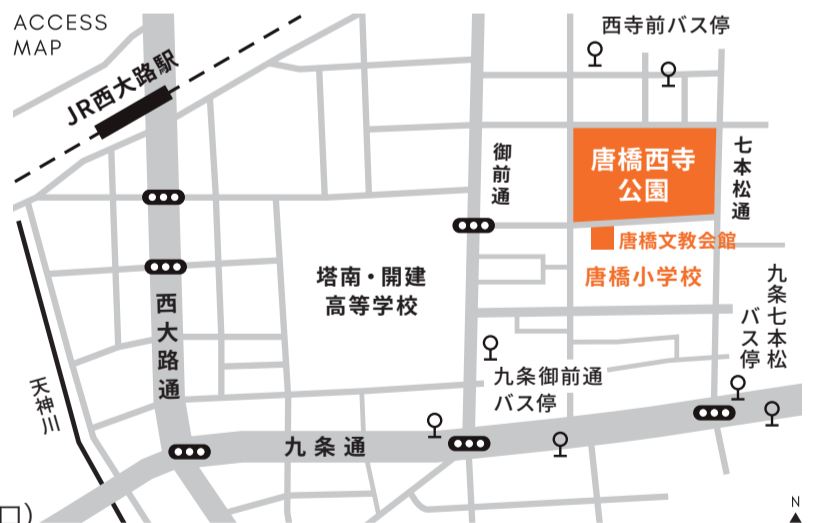 ACCESS
MAP
JR西大路駅
西寺前バス停
御前通
唐橋西寺
公園
七本松通
唐橋文教会館
唐橋小学校
塔南・開建
高等学校
西大路通
九条七本松
バス停
九条御前通
バス停
天神川
九条通
口）
N